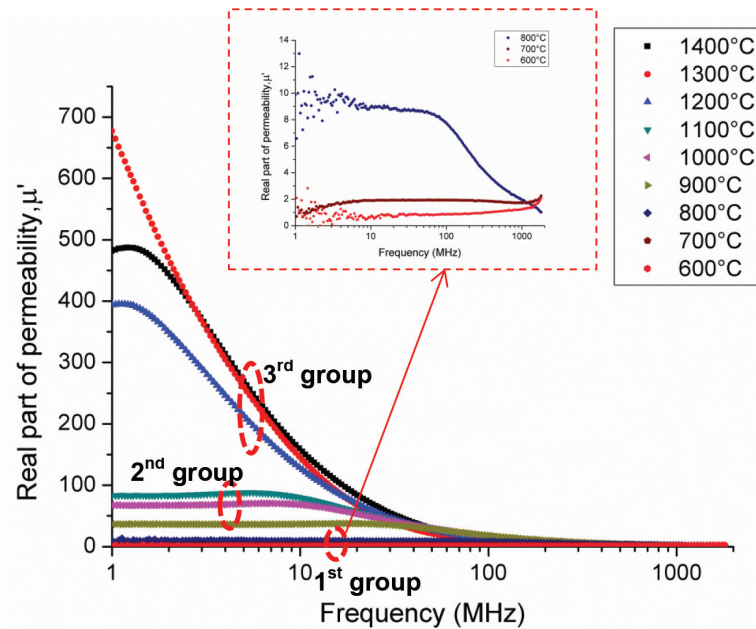 800°C
700°C
600°C
14
12
10
8
6
4
2
0
Real part of permeability,μ'
1
10
100
1000
Frequency (MHz)
1400°C
1300°C
1200°C
1100°C
1000°C
900°C
800°C
700°C
600°C
700
600
500
400
300
200
100
0
Real part of permeability,μ'
3rd group
2nd group
1st group
1
10
100
1000
Frequency (MHz)